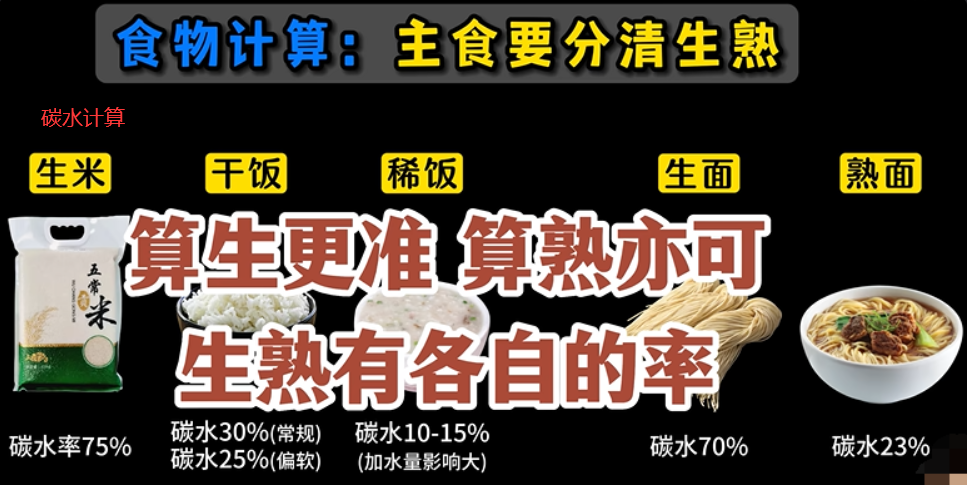 食物计算：主食要分清生熟
碳水计算
生米
干饭
稀饭
生面
熟面
算生更准 算熟亦可
生熟有各自的率
五常
米
碳水率75%
碳水30%(常规)
碳水25%(偏软)
碳水10-15%
(加水量影响大)
碳水70%
碳水23%